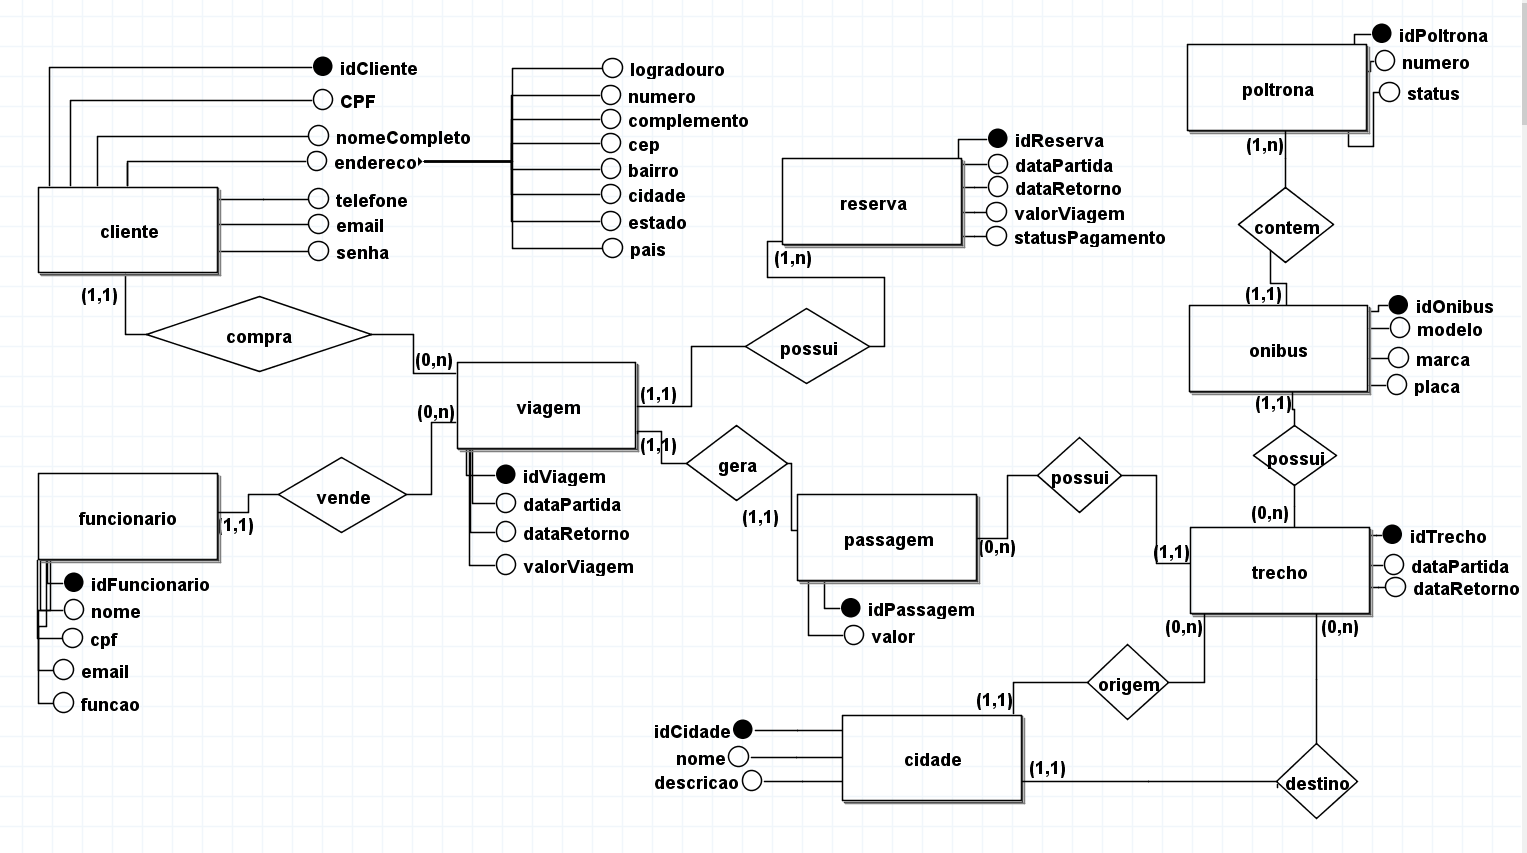 idCliente
CPF
nomeCompleto
endereco
telefone
email
senha
cliente
(1,1)
compra
(0,n)
logradouro
numero
complemento
cep
bairro
cidade
estado
pais
reserva
idReserva
dataPartida
dataRetorno
valorViagem
statusPagamento
(1,n)
possui
(1,1)
poltrona
idPoltrona
numero
status
(1,n)
contem
(1,1)
onibus
idOnibus
modelo
marca
placa
(1,1)
possui
(0,n)
viagem
(0,n)
idViagem
dataPartida
dataRetorno
valorViagem
(1,1)
gera
(1,1)
funcionario
(1,1)
vende
idFuncionario
nome
cpf
email
funcao
passagem
(0,n)
idPassagem
valor
possui
(1,1)
trecho
idTrecho
dataPartida
dataRetorno
(0,n)
(0,n)
origem
(1,1)
idCidade
nome
descricao
cidade
(1,1)
destino